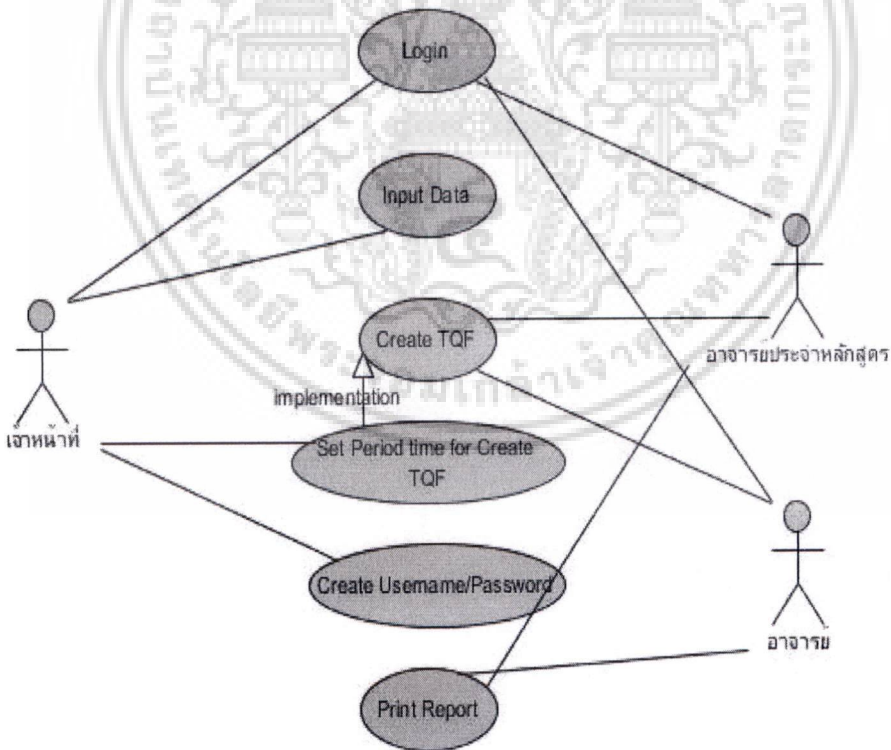 Login
Input Data
Create TQF
อาจารย์ประจำหลักสูตร
implementation
เจ้าหน้าที่
Set Period time for Create
TQF
Create Username/Password
อาจารย์
Print Report